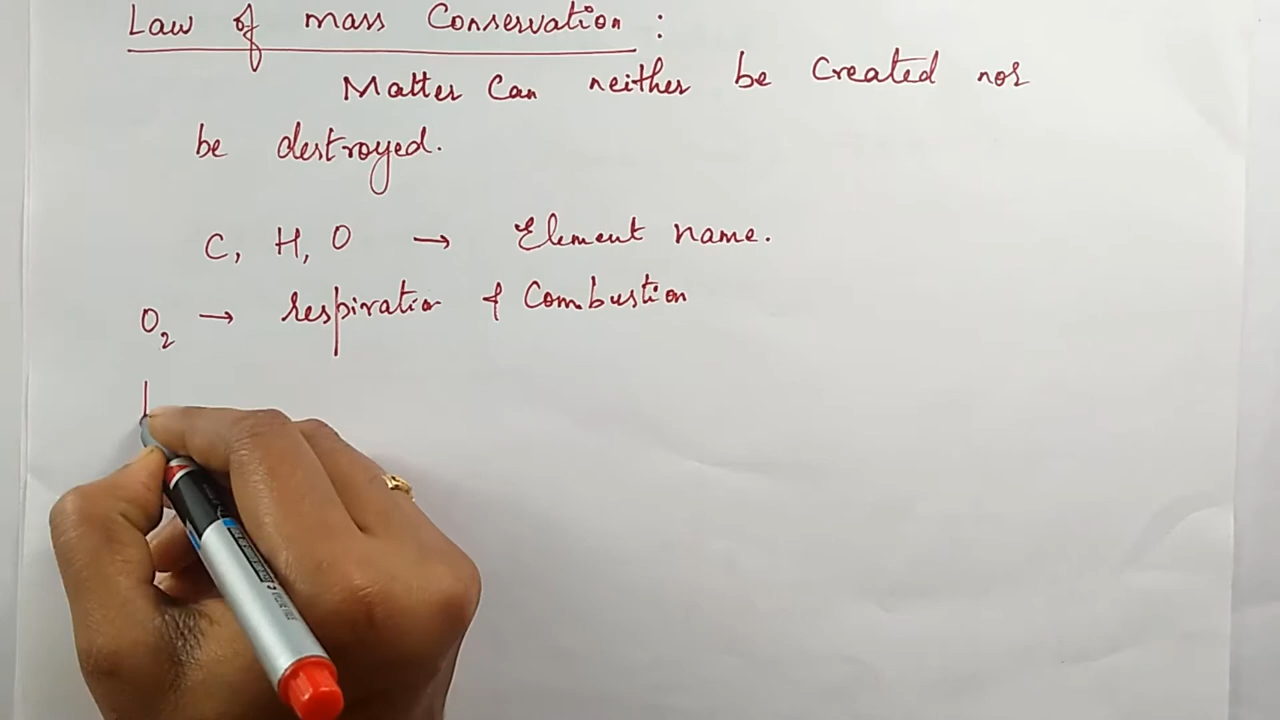 Law of mass Conservation :
Matter Can neither be Created nor
be destroyed.
C, H, O → Element name.
O₂ → respiration & Combustion